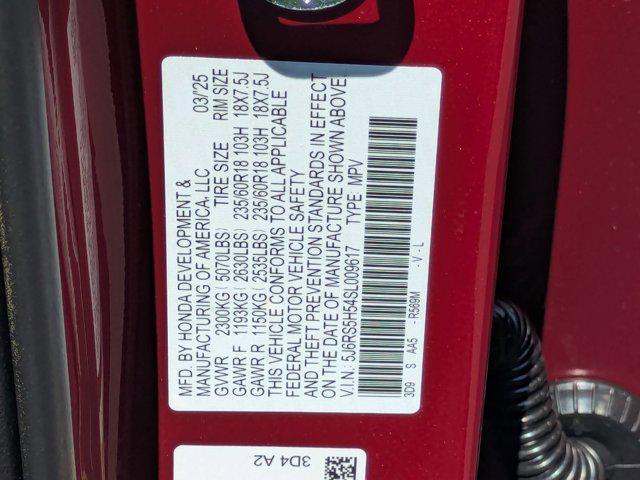 MFD. BY HONDA DEVELOPMENT &
MANUFACTURING OF AMERICA, LLC 03/'25
GVWR 2300KG (5070LBS) TIRE SIZE RIM SIZE
GAWR F 1193KG (2630LBS) 235/60R18 103H 18X7.5J
GAWR R 1150KG (2535LBS) 235/60R18 103H 18X7.5J
THIS VEHICLE CONFORMS TO ALL APPLICABLE
FEDERAL MOTOR VEHICLE SAFETY
AND THEFT PREVENTION STANDARDS IN EFFECT
ON THE DATE OF MANUFACTURE SHOWN ABOVE.
V.I.N.: 5J6RS5H54SL009617 TYPE: MPV
3D9 S AA5 - R569M - V - L
3D4 A2